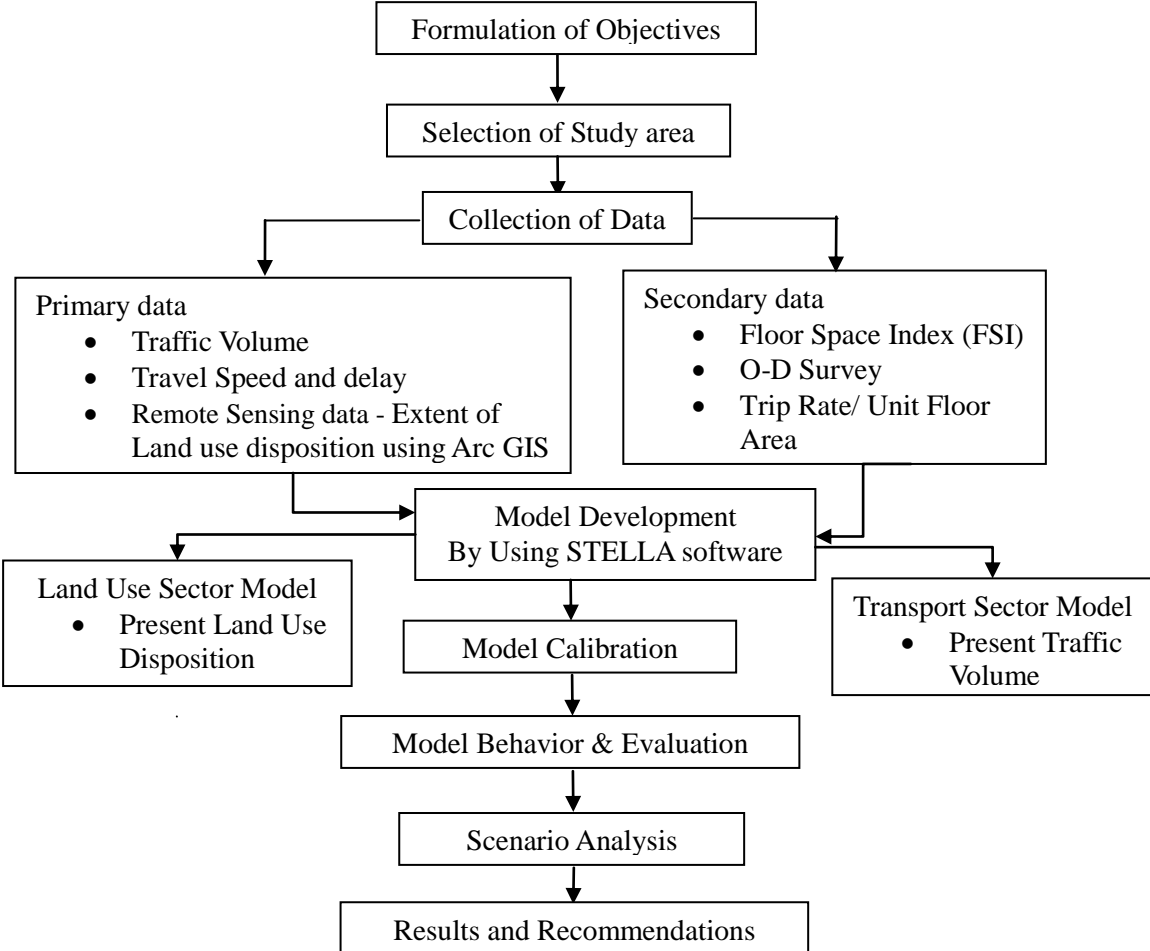 Formulation of Objectives
Selection of Study area
Collection of Data
Primary data
• Traffic Volume
• Travel Speed and delay
• Remote Sensing data - Extent of
Land use disposition using Arc GIS
Secondary data
• Floor Space Index (FSI)
• O-D Survey
• Trip Rate/ Unit Floor
Area
Model Development
By Using STELLA software
Land Use Sector Model
• Present Land Use
Disposition
Transport Sector Model
• Present Traffic
Volume
Model Calibration
Model Behavior & Evaluation
Scenario Analysis
Results and Recommendations